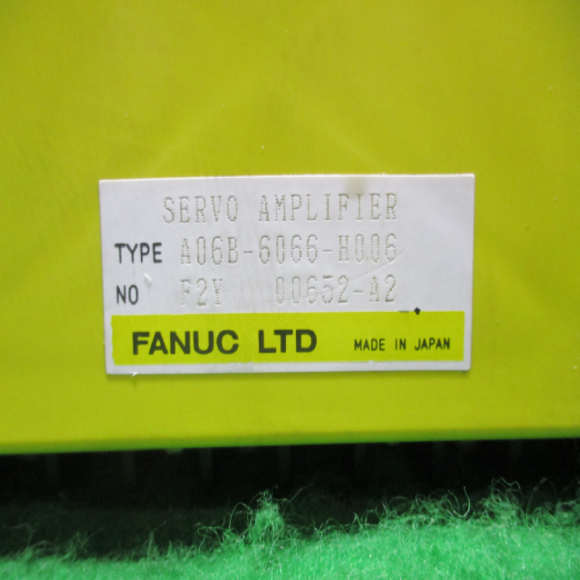 SERVO AMPLIFIER
TYPE A06B-6066-H006
NO F2Y 00652-A2
FANUC LTD MADE IN JAPAN